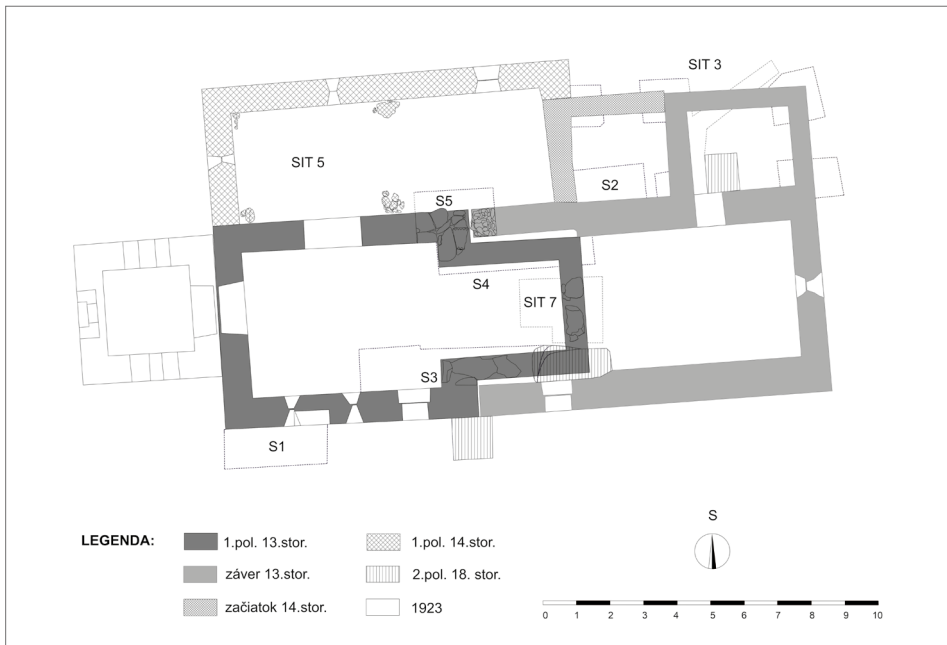 SIT 3
SIT 5
S2
S5
S4
SIT 7
S3
S1
LEGENDA:
1.pol. 13.stor.
záver 13.stor.
začiatok 14.stor.
1.pol. 14.stor.
2.pol. 18. stor.
1923
S
0 1 2 3 4 5 6 7 8 9 10